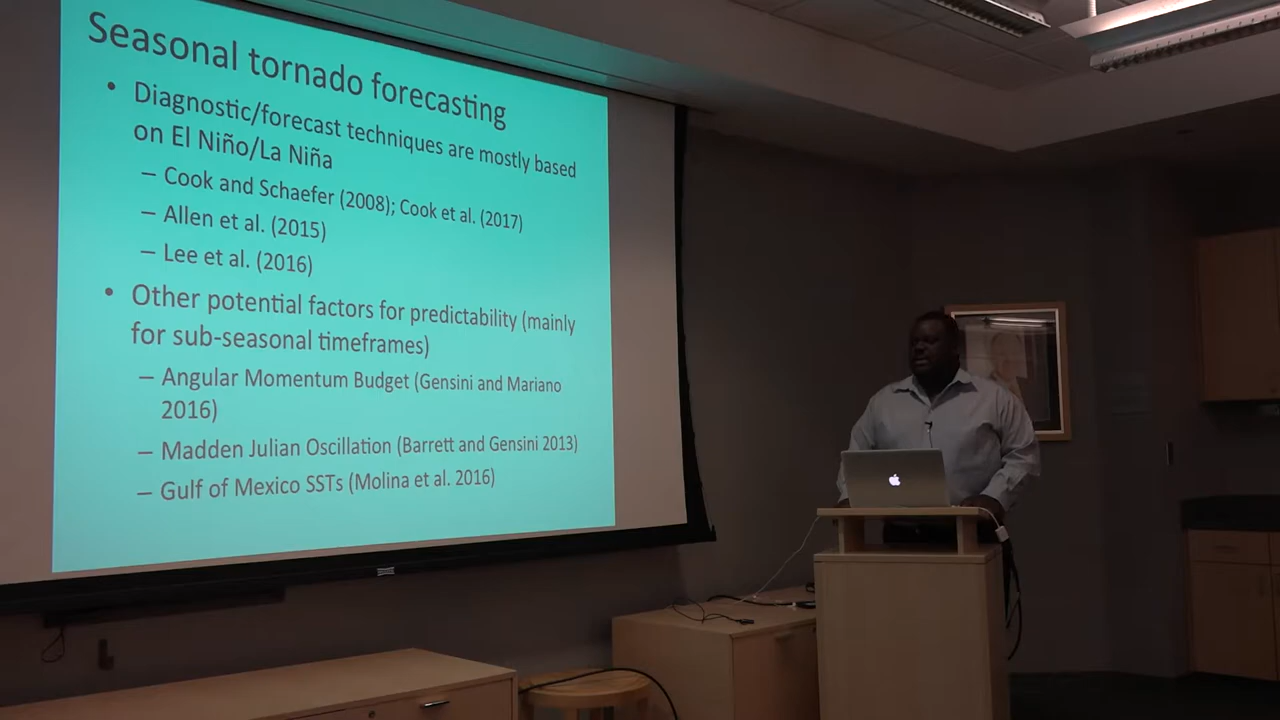 Seasonal tornado forecasting
• Diagnostic/forecast techniques are mostly based
on El Niño/La Niña
– Cook and Schaefer (2008); Cook et al. (2017)
– Allen et al. (2015)
– Lee et al. (2016)
• Other potential factors for predictability (mainly
for sub-seasonal timeframes)
– Angular Momentum Budget (Gensini and Mariano
2016)
– Madden Julian Oscillation (Barrett and Gensini 2013)
– Gulf of Mexico SSTs (Molina et al. 2016)